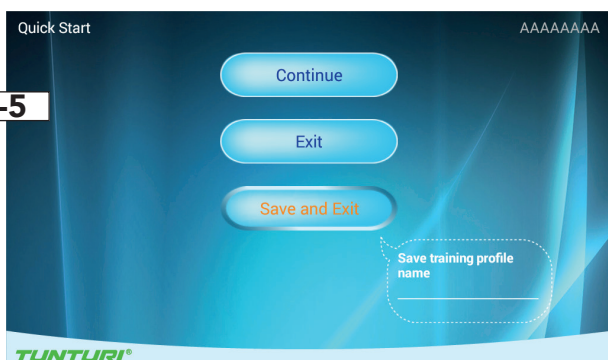 Quick Start
AAAAAAAA
Continue
-5
Exit
Save and Exit
Save training profile
name
TUNTURI®